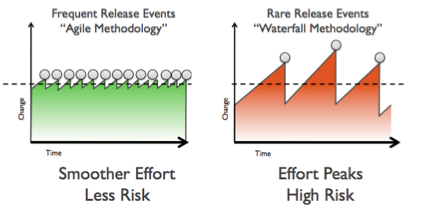 Frequent Release Events
“Agile Methodology”
Change
Time
Smoother Effort
Less Risk
Rare Release Events
“Waterfall Methodology”
Change
Time
Effort Peaks
High Risk